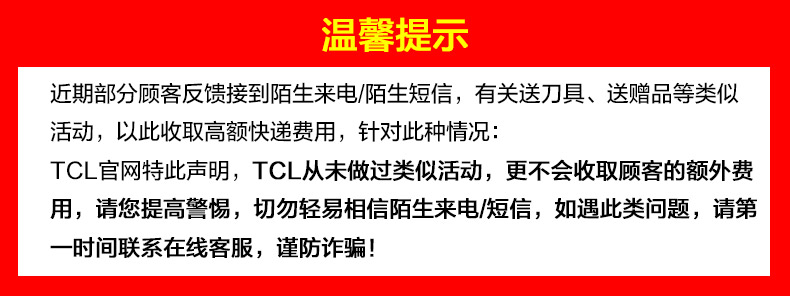 温馨提示
近期部分顾客反馈接到陌生来电/陌生短信，有关送刀具、送赠品等类似
活动，以此收取高额快递费用，针对此种情况：
TCL官网特此声明，TCL从未做过类似活动，更不会收取顾客的额外费
用，请您提高警惕，切勿轻易相信陌生来电/短信，如遇此类问题，请第
一时间联系在线客服，谨防诈骗！